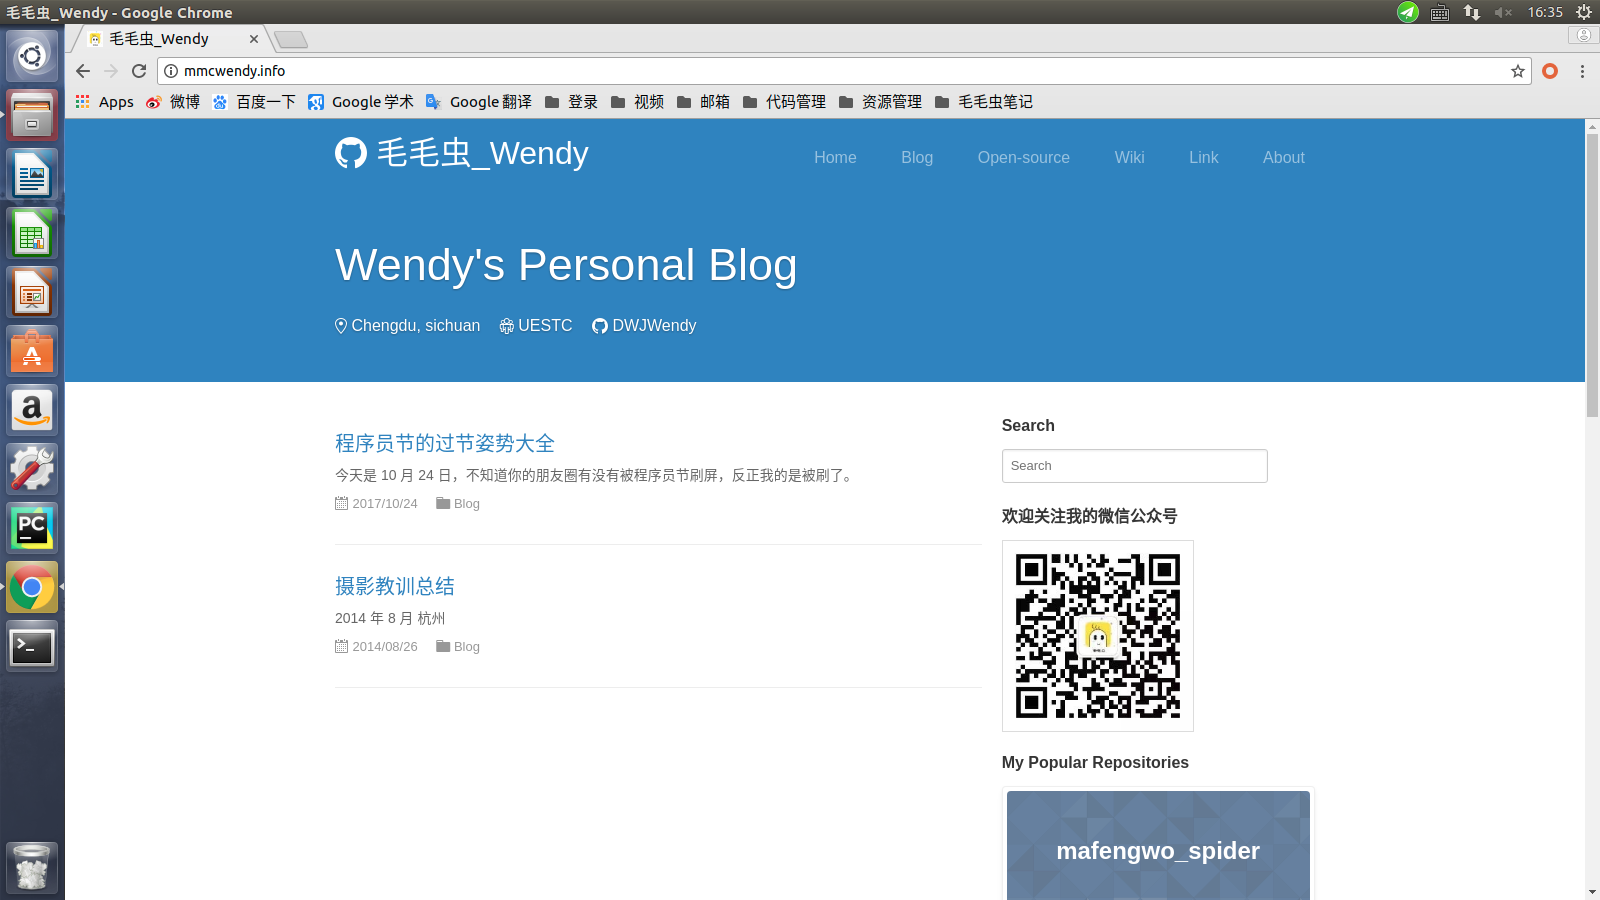 毛毛虫_Wendy - Google Chrome
16:35
毛毛虫_Wendy
mmcwendy.info
Apps 微博 百度一下 Google 学术 Google 翻译 登录 视频 邮箱 代码管理 资源管理 毛毛虫笔记
毛毛虫_Wendy
Home Blog Open-source Wiki Link About
Wendy's Personal Blog
Chengdu, sichuan UESTC DWJWendy
程序员节的过节姿势大全
今天是 10 月 24 日，不知道你的朋友圈有没有被程序员节刷屏，反正我的是被刷了。
2017/10/24 Blog
摄影教训总结
2014 年 8 月 杭州
2014/08/26 Blog
Search
Search
欢迎关注我的微信公众号
My Popular Repositories
mafengwo_spider